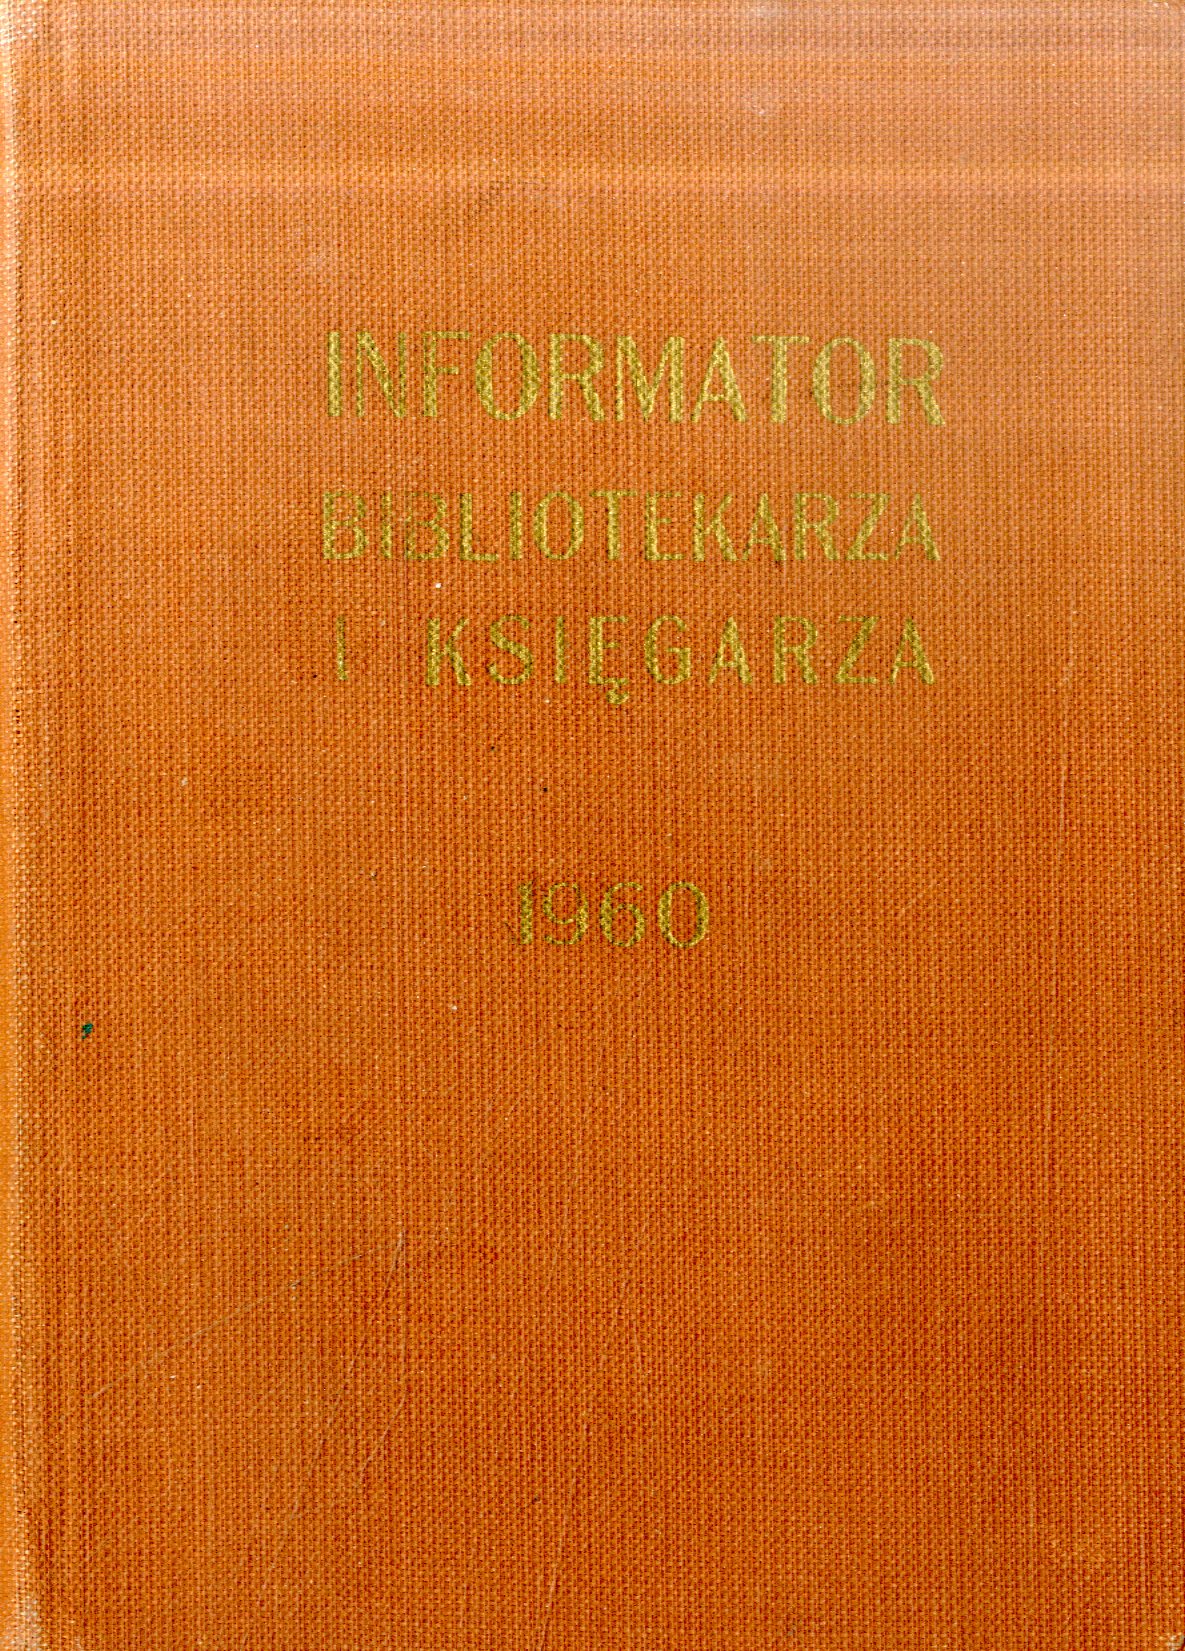 INFORMATOR
BIBLIOTEKARZA
I KSIĘGARZA
1960